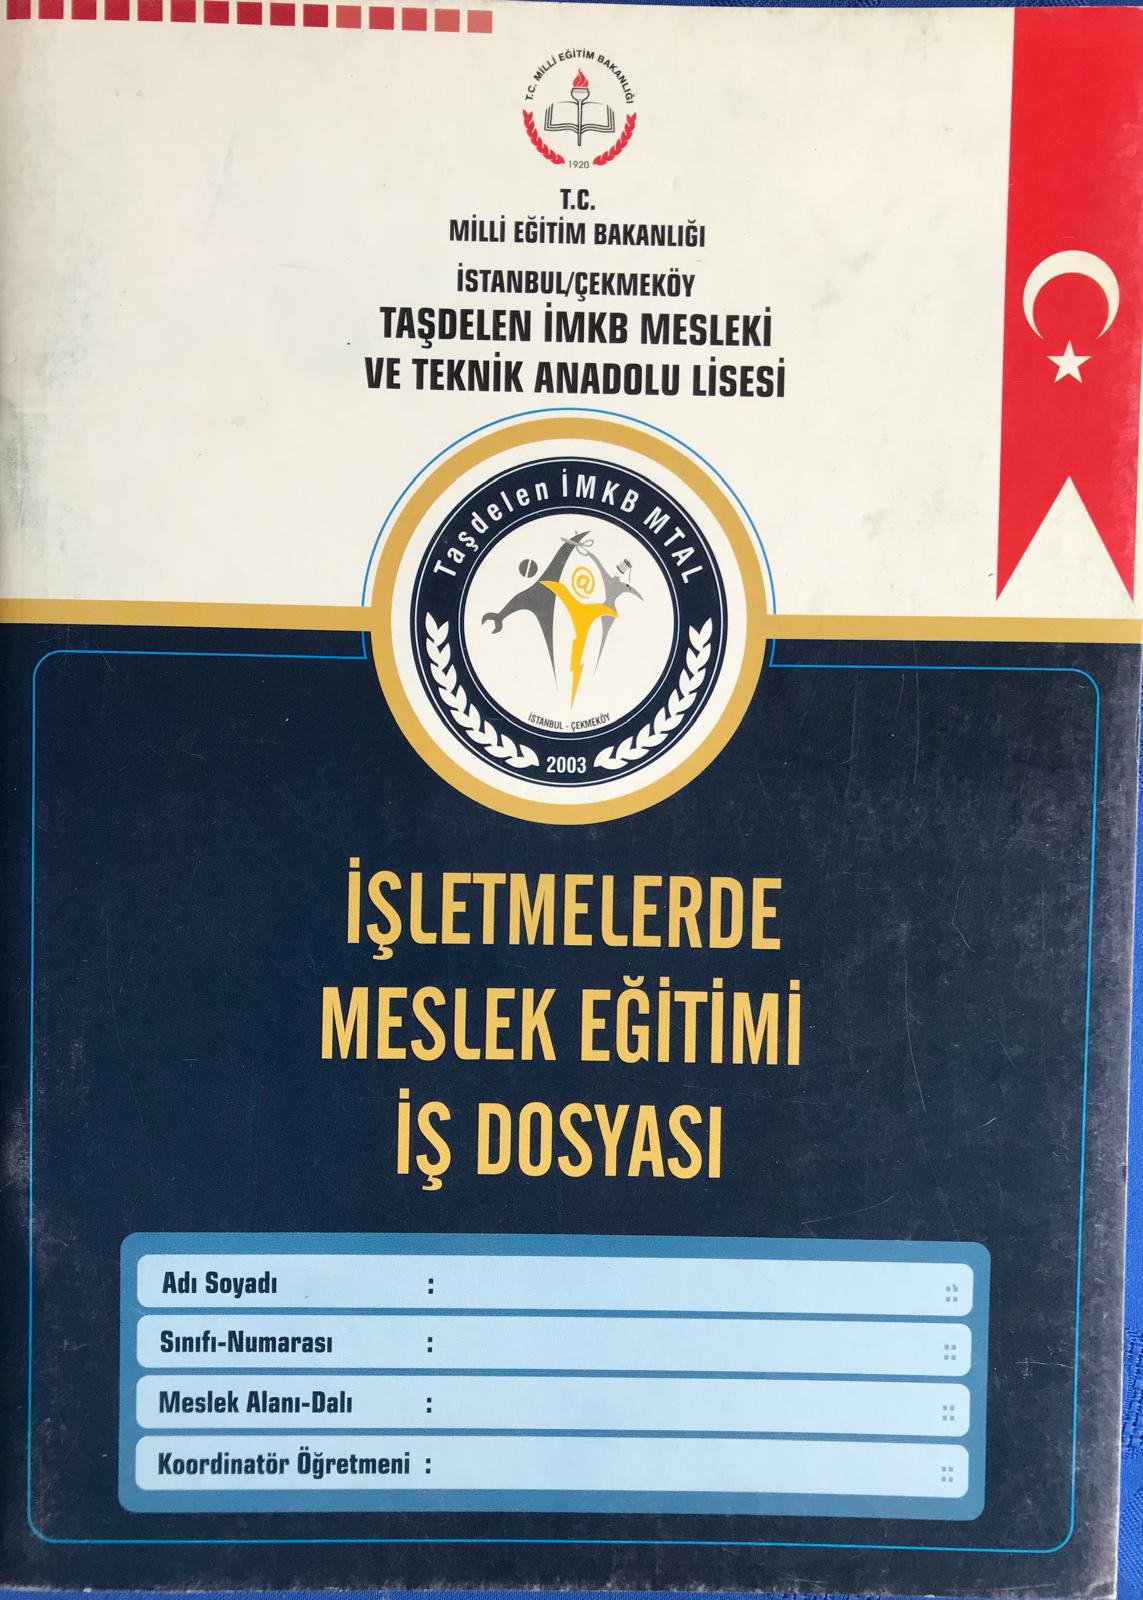 T.C. MİLLİ EĞİTİM BAKANLIĞI
1920
T.C.
MİLLİ EĞİTİM BAKANLIĞI
İSTANBUL/ÇEKMEKÖY
TAŞDELEN İMKB MESLEKİ
VE TEKNİK ANADOLU LİSESİ
Taşdelen İMKB MTAL
@
İSTANBUL - ÇEKMEKÖY
2003
İŞLETMELERDE
MESLEK EĞİTİMİ
İŞ DOSYASI
Adı Soyadı :
Sınıfı-Numarası :
Meslek Alanı-Dalı :
Koordinatör Öğretmeni :